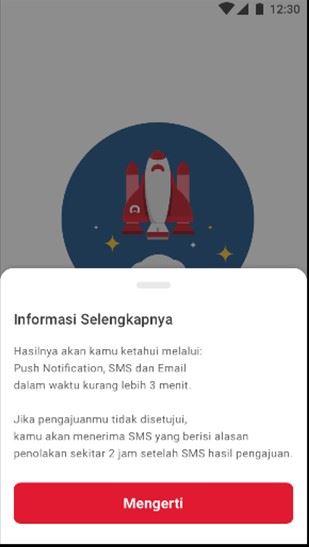 12:30
Informasi Selengkapnya
Hasilnya akan kamu ketahui melalui:
Push Notification, SMS dan Email
dalam waktu kurang lebih 3 menit.
Jika pengajuanmu tidak disetujui,
kamu akan menerima SMS yang berisi alasan
penolakan sekitar 2 jam setelah SMS hasil pengajuan.
Mengerti